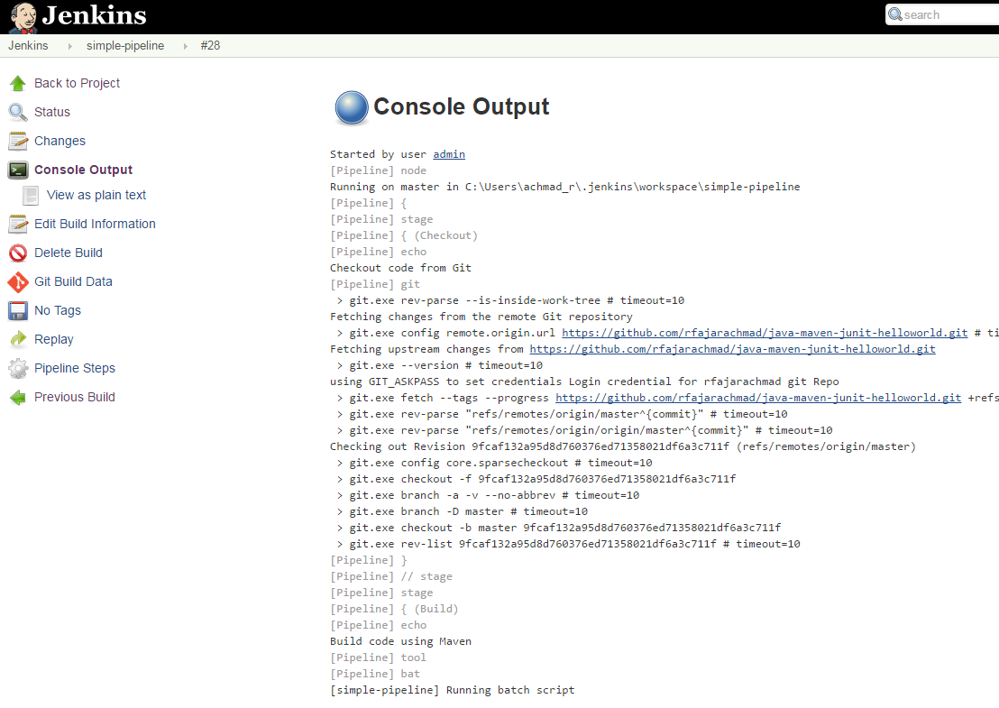 Jenkins
search
Jenkins simple-pipeline #28
Back to Project
Status
Changes
Console Output
View as plain text
Edit Build Information
Delete Build
Git Build Data
No Tags
Replay
Pipeline Steps
Previous Build
Console Output
Started by user admin
[Pipeline] node
Running on master in C:\Users\achmad_r\.jenkins\workspace\simple-pipeline
[Pipeline] {
[Pipeline] stage
[Pipeline] { (Checkout)
[Pipeline] echo
Checkout code from Git
[Pipeline] git
> git.exe rev-parse --is-inside-work-tree # timeout=10
Fetching changes from the remote Git repository
> git.exe config remote.origin.url https://github.com/rfajarachmad/java-maven-junit-helloworld.git # ti
Fetching upstream changes from https://github.com/rfajarachmad/java-maven-junit-helloworld.git
> git.exe --version # timeout=10
using GIT_ASKPASS to set credentials Login credential for rfajarachmad git Repo
> git.exe fetch --tags --progress https://github.com/rfajarachmad/java-maven-junit-helloworld.git +refs
> git.exe rev-parse "refs/remotes/origin/master^{commit}" # timeout=10
> git.exe rev-parse "refs/remotes/origin/origin/master^{commit}" # timeout=10
Checking out Revision 9fcaf132a95d8d760376ed71358021df6a3c711f (refs/remotes/origin/master)
> git.exe config core.sparsecheckout # timeout=10
> git.exe checkout -f 9fcaf132a95d8d760376ed71358021df6a3c711f
> git.exe branch -a -v --no-abbrev # timeout=10
> git.exe branch -D master # timeout=10
> git.exe checkout -b master 9fcaf132a95d8d760376ed71358021df6a3c711f
> git.exe rev-list 9fcaf132a95d8d760376ed71358021df6a3c711f # timeout=10
[Pipeline] }
[Pipeline] // stage
[Pipeline] stage
[Pipeline] { (Build)
[Pipeline] echo
Build code using Maven
[Pipeline] tool
[Pipeline] bat
[simple-pipeline] Running batch script